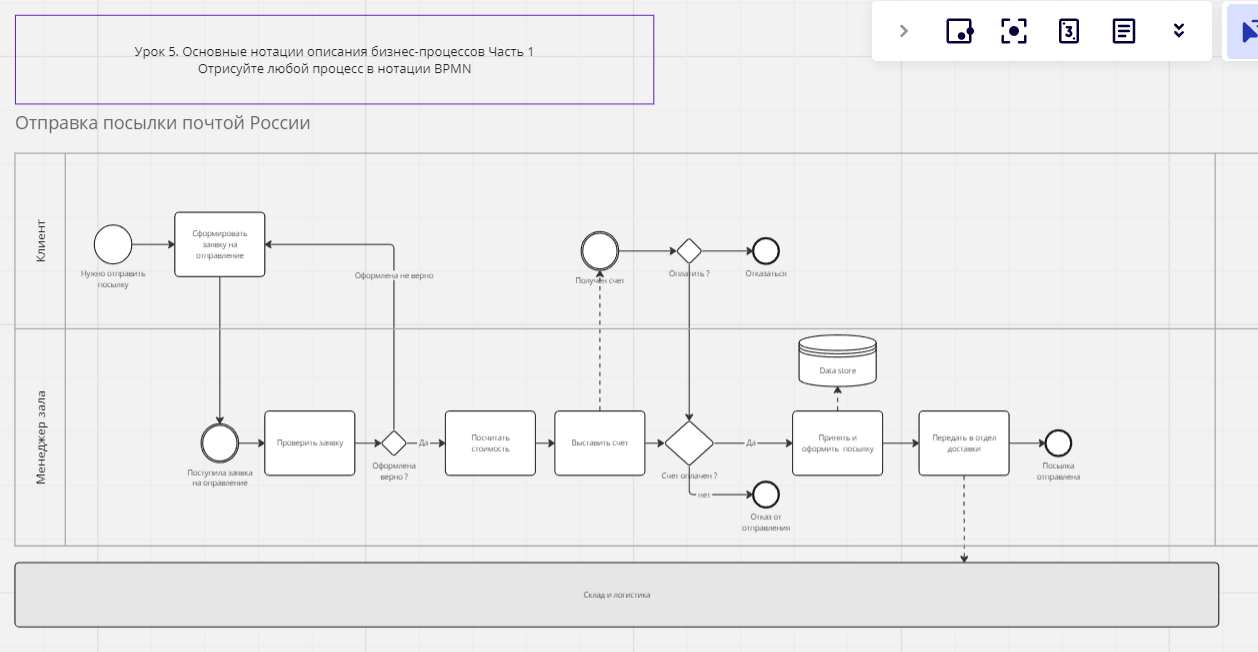 Урок 5. Основные нотации описания бизнес-процессов Часть 1
Отрисуйте любой процесс в нотации BPMN
3
Отправка посылки почтой России
Клиент
Нужно отправить
посылку
Сформировать
заявку на
отправление
Оформлена не верно
Получен счет
Оплатить ?
Отказаться
Менеджер зала
Поступила заявка
на оправление
Проверить заявку
Оформлена
верно ?
Да
Посчитать
стоимость
Выставить счет
Счет оплачен ?
Да
нет
Отказ от
отправления
Data store
Принять и
оформить посылку
Передать в отдел
доставки
Посылка
отправлена
Склад и логистика